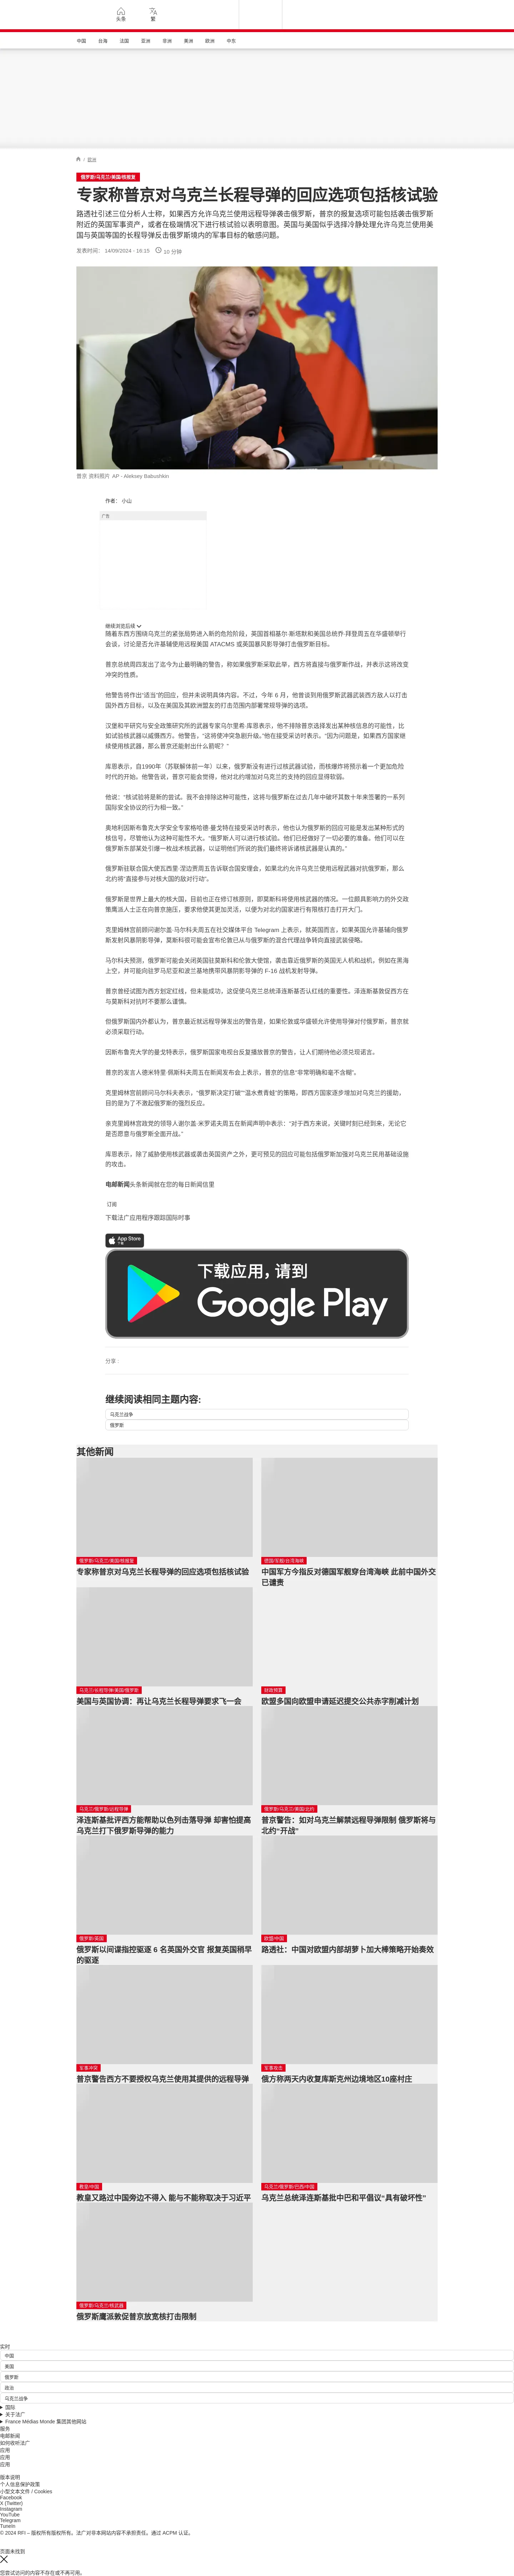 头条
繁
中国
台海
法国
亚洲
非洲
美洲
欧洲
中东
/ 亚洲
俄罗斯/乌克兰/美国/核报复
专家称普京对乌克兰长程导弹的回应选项包括核试验
路透社引述三位分析人士称，如果西方允许乌克兰使用远程导弹袭击俄罗斯，普京的报复选项可能包括袭击俄罗斯
附近的英国军事资产，或者在极端情况下进行核试验以表明意图。英国与美国似乎选择冷静处理允许乌克兰使用美
国与英国等国的长程导弹反击俄罗斯境内的军事目标的敏感问题。
发表时间： 14/09/2024 - 16:15
10 分钟
普京 资料照片 AP - Aleksey Babushkin
作者： 小山
广告
继续浏览后续
随着东西方围绕乌克兰的紧张局势进入新的危险阶段，英国首相基尔·斯塔默和美国总统乔·拜登周五在华盛顿举行
会谈，讨论是否允许基辅使用远程美国 ATACMS 或英国暴风影导弹打击俄罗斯目标。
普京总统周四发出了迄今为止最明确的警告，称如果俄罗斯采取此举，西方将直接与俄罗斯作战，并表示这将改变
冲突的性质。
他警告将作出“适当”的回应，但并未说明具体内容。不过，今年 6 月，他曾谈到用俄罗斯武器武装西方敌人以打击
国外西方目标，以及在美国及其欧洲盟友的打击范围内部署常规导弹的选项。
汉堡和平研究与安全政策研究所的武器专家乌尔里希·库恩表示，他不排除普京选择发出某种核信息的可能性，比
如试验核武器以威慑西方。他警告，“这将使冲突急剧升级。”他在接受采访时表示。“因为问题是，如果西方国家继
续使用核武器，那么普京还能射出什么箭呢？ ”
库恩表示，自1990年（苏联解体前一年）以来，俄罗斯没有进行过核武器试验，而核爆炸将预示着一个更加危险
时代的开始。他警告说，普京可能会觉得，他对北约增加对乌克兰的支持的回应显得软弱。
他说：“核试验将是新的尝试。我不会排除这种可能性，这将与俄罗斯在过去几年中破坏其数十年来签署的一系列
国际安全协议的行为相一致。”
奥地利因斯布鲁克大学安全专家格哈德·曼戈特在接受采访时表示，他也认为俄罗斯的回应可能是发出某种形式的
核信号，尽管他认为这种可能性不大。“俄罗斯人可以进行核试验。他们已经做好了一切必要的准备。他们可以在
俄罗斯东部某处引爆一枚战术核武器，以证明他们所说的我们最终将诉诸核武器是认真的。”
俄罗斯驻联合国大使瓦西里·涅边贾周五告诉联合国安理会，如果北约允许乌克兰使用远程武器对抗俄罗斯，那么
北约将“直接参与对核大国的敌对行动”。
俄罗斯是世界上最大的核大国，目前也正在修订核原则，即莫斯科将使用核武器的情况。一位颇具影响力的外交政
策鹰派人士正在向普京施压，要求他使其更加灵活，以便为对北约国家进行有限核打击打开大门。
克里姆林宫前顾问谢尔盖·马尔科夫周五在社交媒体平台 Telegram 上表示，就英国而言，如果英国允许基辅向俄罗
斯发射风暴阴影导弹，莫斯科很可能会宣布伦敦已从与俄罗斯的混合代理战争转向直接武装侵略。
马尔科夫预测，俄罗斯可能会关闭英国驻莫斯科和伦敦大使馆，袭击靠近俄罗斯的英国无人机和战机，例如在黑海
上空，并可能向驻罗马尼亚和波兰基地携带风暴阴影导弹的 F-16 战机发射导弹。
普京曾经试图为西方划定红线，但未能成功，这促使乌克兰总统泽连斯基否认红线的重要性。泽连斯基敦促西方在
与莫斯科对抗时不要那么谨慎。
但俄罗斯国内外都认为，普京最近就远程导弹发出的警告是，如果伦敦或华盛顿允许使用导弹对付俄罗斯，普京就
必须采取行动。
因斯布鲁克大学的曼戈特表示，俄罗斯国家电视台反复播放普京的警告，让人们期待他必须兑现诺言。
普京的发言人德米特里·佩斯科夫周五在新闻发布会上表示，普京的信息“非常明确和毫不含糊”。
克里姆林宫前顾问马尔科夫表示，“俄罗斯决定打破”“温水煮青蛙”的策略，即西方国家逐步增加对乌克兰的援助，
目的是为了不激起俄罗斯的强烈反应。
亲克里姆林宫政党的领导人谢尔盖·米罗诺夫周五在新闻声明中表示：“对于西方来说，关键时刻已经到来，无论它
是否愿意与俄罗斯全面开战。”
库恩表示，除了威胁使用核武器或袭击英国资产之外，更可预见的回应可能包括俄罗斯加强对乌克兰民用基础设施
的攻击。
电邮新闻头条新闻就在您的每日新闻信里
订阅
下载法广应用程序跟踪国际时事
App Store
下载
下载应用，请到
Google Play
分享 :
继续阅读相同主题内容:
乌克兰战争
俄罗斯
其他新闻
俄罗斯/乌克兰/美国/核报复
专家称普京对乌克兰长程导弹的回应选项包括核试验
德国/军舰/台湾海峡
中国军方今指反对德国军舰穿台湾海峡 此前中国外交
已谴责
乌克兰/长程导弹/美国/俄罗斯
美国与英国协调：再让乌克兰长程导弹要求飞一会
财政预算
欧盟多国向欧盟申请延迟提交公共赤字削减计划
乌克兰/俄罗斯/远程导弹
泽连斯基批评西方能帮助以色列击落导弹 却害怕提高
乌克兰打下俄罗斯导弹的能力
俄罗斯/乌克兰/美国/北约
普京警告：如对乌克兰解禁远程导弹限制 俄罗斯将与
北约“开战”
俄罗斯/英国
俄罗斯以间谍指控驱逐 6 名英国外交官 报复英国稍早
的驱逐
欧盟/中国
路透社：中国对欧盟内部胡萝卜加大棒策略开始奏效
军事冲突
普京警告西方不要授权乌克兰使用其提供的远程导弹
军事攻击
俄方称两天内收复库斯克州边境地区10座村庄
教皇/中国
教皇又路过中国旁边不得入 能与不能称取决于习近平
乌克兰/俄罗斯/巴西/中国
乌克兰总统泽连斯基批中巴和平倡议“具有破坏性”
俄罗斯/乌克兰/核武器
俄罗斯鹰派敦促普京放宽核打击限制
实时
中国
美国
俄罗斯
政治
乌克兰战争
国际
关于法广
France Médias Monde 集团其他网站
服务
电邮新闻
如何收听法广
应用
应用
应用
版本说明
个人信息保护政策
小型文本文件 / Cookies
Facebook
X (Twitter)
Instagram
YouTube
Telegram
TuneIn
© 2024 RFI – 版权所有版权所有。法广对非本网站内容不承担责任。通过 ACPM 认证。
页面未找到
您尝试访问的内容不存在或不再可用。